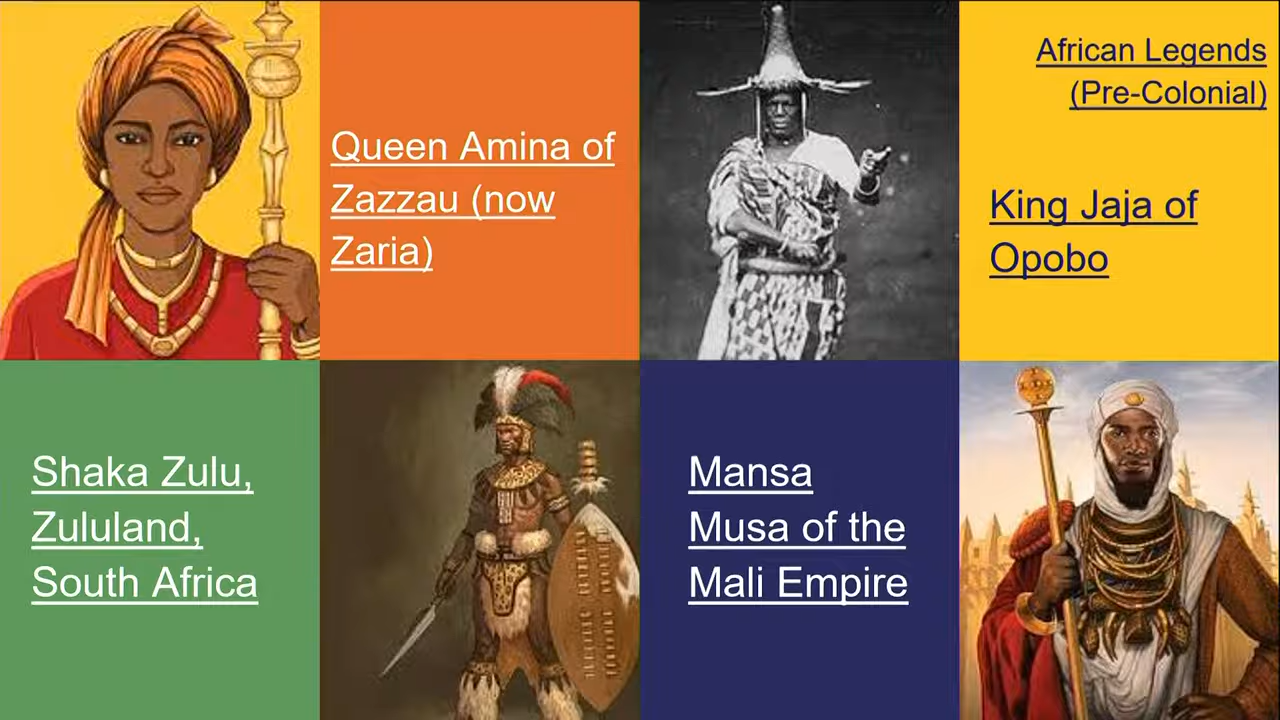 African Legends
(Pre-Colonial)
Queen Amina of
Zazzau (now
Zaria)
King Jaja of
Opobo
Shaka Zulu,
Zululand,
South Africa
Mansa
Musa of the
Mali Empire